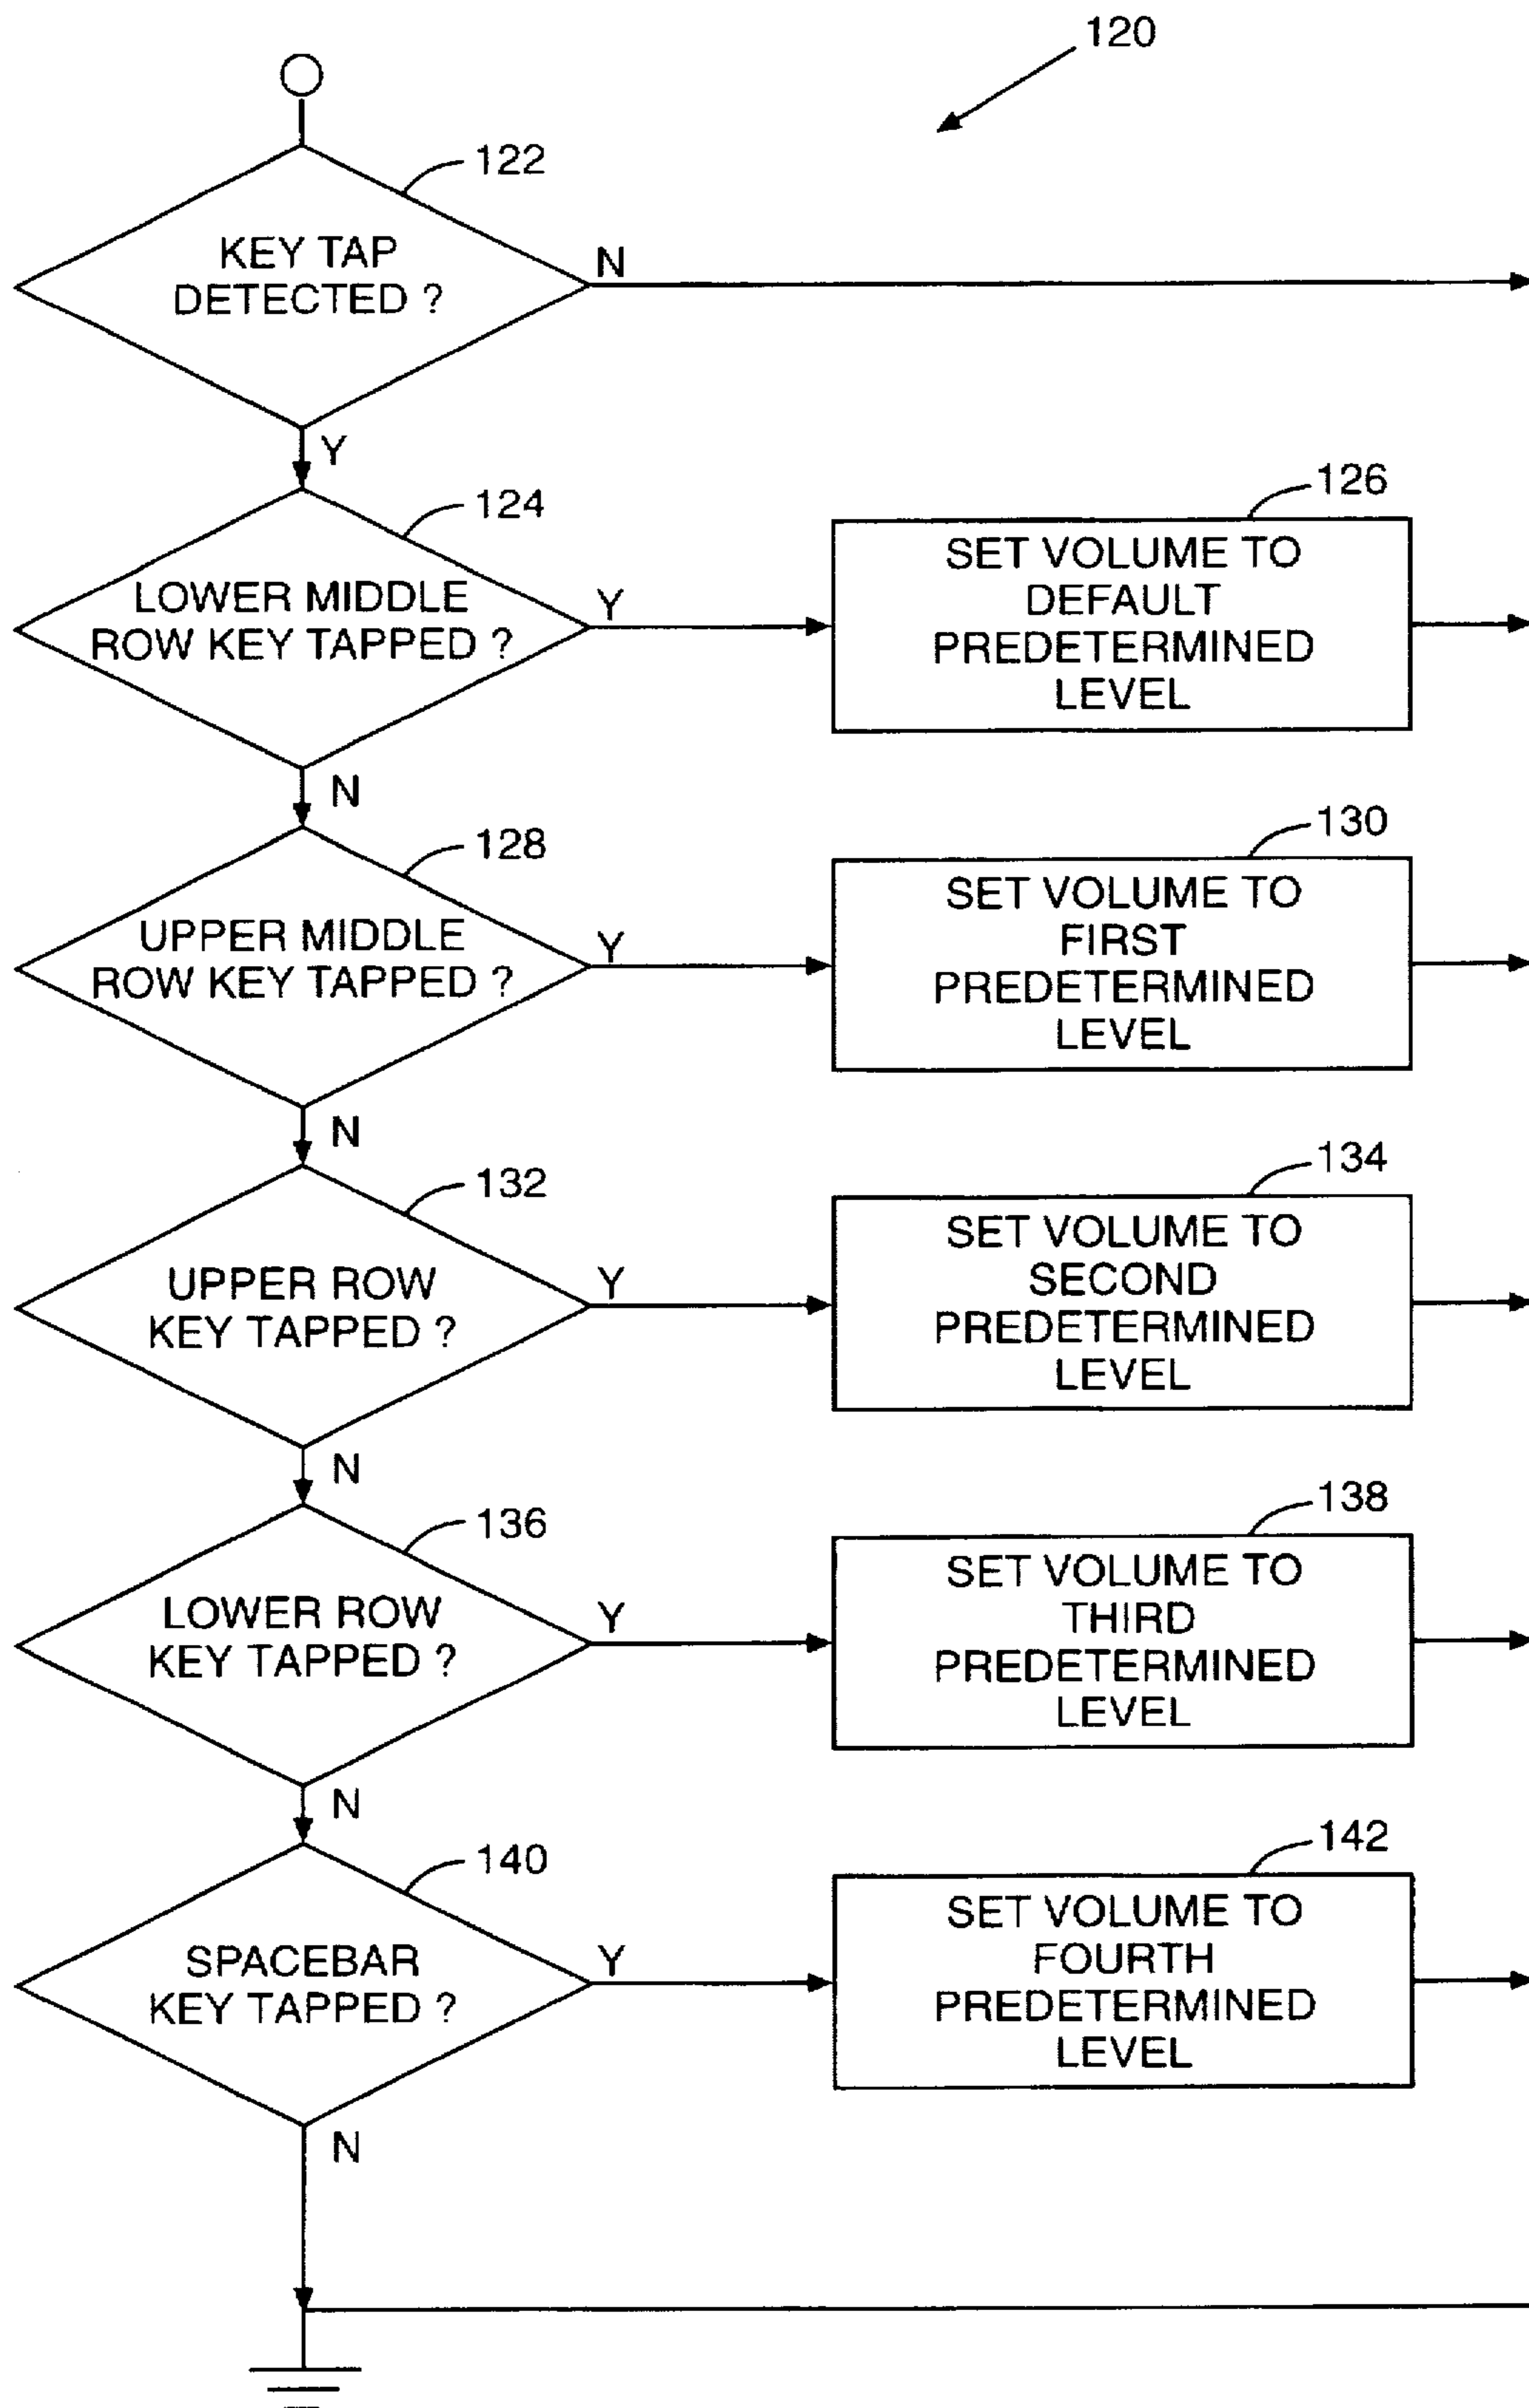 120
122
KEY TAP
DETECTED ?
N
Y
124
LOWER MIDDLE
ROW KEY TAPPED ?
Y
126
SET VOLUME TO
DEFAULT
PREDETERMINED
LEVEL
N
128
UPPER MIDDLE
ROW KEY TAPPED ?
Y
130
SET VOLUME TO
FIRST
PREDETERMINED
LEVEL
N
132
UPPER ROW
KEY TAPPED ?
Y
134
SET VOLUME TO
SECOND
PREDETERMINED
LEVEL
N
136
LOWER ROW
KEY TAPPED ?
Y
138
SET VOLUME TO
THIRD
PREDETERMINED
LEVEL
N
140
SPACEBAR
KEY TAPPED ?
Y
142
SET VOLUME TO
FOURTH
PREDETERMINED
LEVEL
N